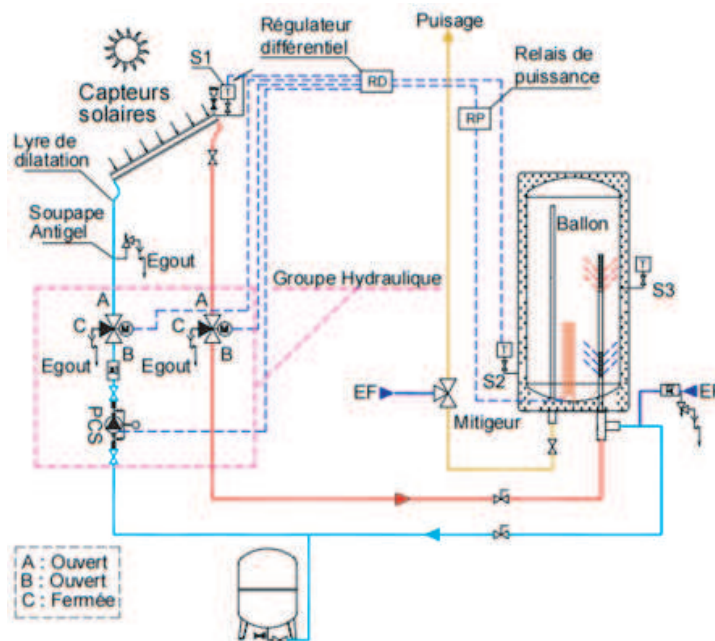 Puisage
Régulateur
différentiel
S1
T
RD
Relais de
puissance
RP
Capteurs
solaires
Lyre de
dilatation
Soupape
Antigel
Egout
Ballon
T
S3
Groupe Hydraulique
A
A
C
M
C
M
B
B
Egout
Egout
T
S2
EF
Mitigeur
PCS
A : Ouvert
B : Ouvert
C : Fermée